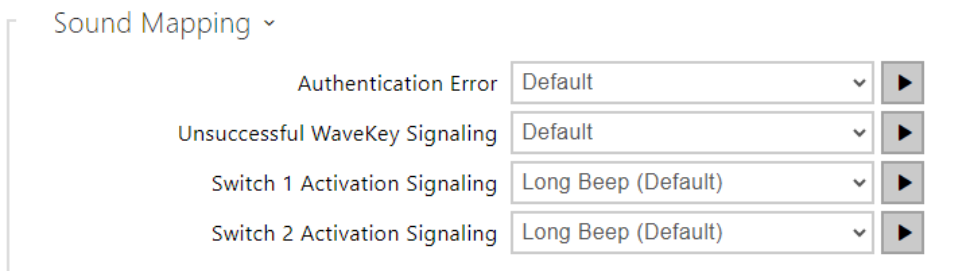 Sound Mapping
Authentication Error Default
Unsuccessful WaveKey Signaling Default
Switch 1 Activation Signaling Long Beep (Default)
Switch 2 Activation Signaling Long Beep (Default)